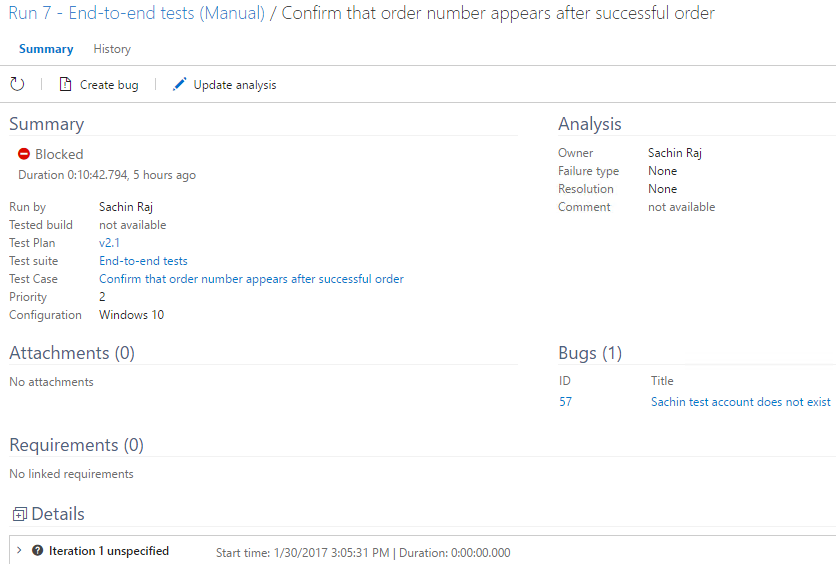 Run 7 - End-to-end tests (Manual) / Confirm that order number appears after successful order
Summary History
Create bug Update analysis
Summary
Blocked
Duration 0:10:42.794, 5 hours ago
Run by Sachin Raj
Tested build not available
Test Plan v2.1
Test suite End-to-end tests
Test Case Confirm that order number appears after successful order
Priority 2
Configuration Windows 10
Analysis
Owner Sachin Raj
Failure type None
Resolution None
Comment not available
Attachments (0)
No attachments
Bugs (1)
ID Title
57 Sachin test account does not exist
Requirements (0)
No linked requirements
Details
Iteration 1 unspecified Start time: 1/30/2017 3:05:31 PM | Duration: 0:00:00.000